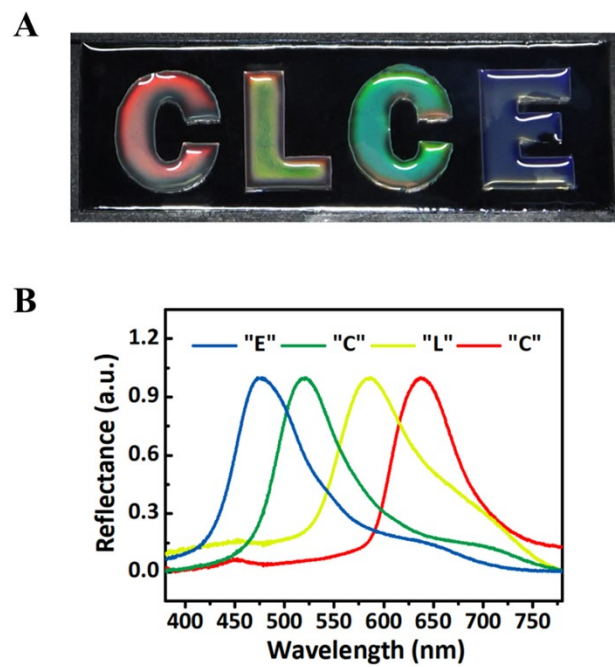 A
CLCE
B
"E" "C" "L" "C"
1.2
0.9
0.6
0.3
0.0
Reflectance (a.u.)
400 450 500 550 600 650 700 750
Wavelength (nm)